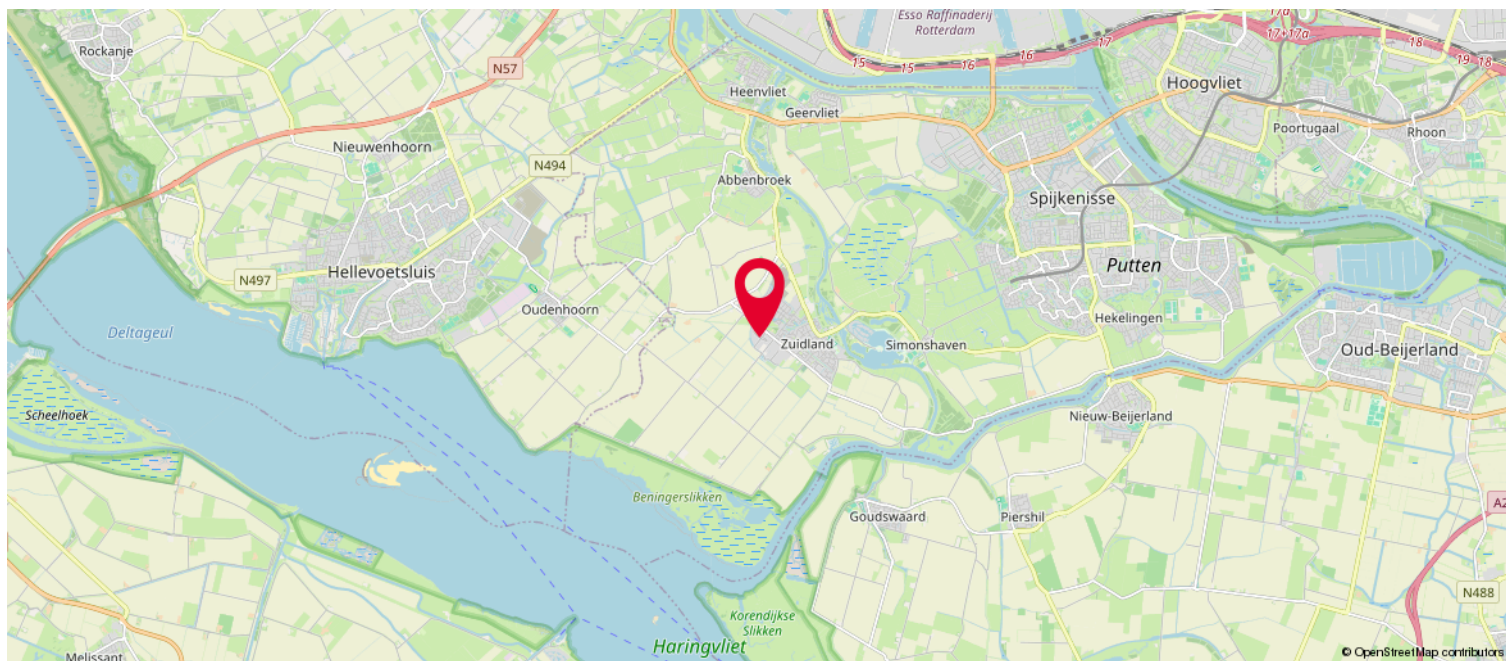 Esso Raffinaderij
Rotterdam
17a
17+17a
Rockanje
18
17
16
19
18
15
15
16
N57
Hoogvliet
Heenvliet
Geervliet
Poortugaal
Rhoon
Nieuwenhoorn
N494
Abbenbroek
Spijkenisse
Putten
Hellevoetsluis
N497
Oudenhoorn
Hekelingen
Deltageul
Zuidland
Simonshaven
Oud-Beijerland
Scheelhoek
Nieuw-Beijerland
Beningerslikken
A2
Goudswaard
Piershil
N488
Korendijkse
Slikken
Haringvliet
Melissant
© OpenStreetMap contributors